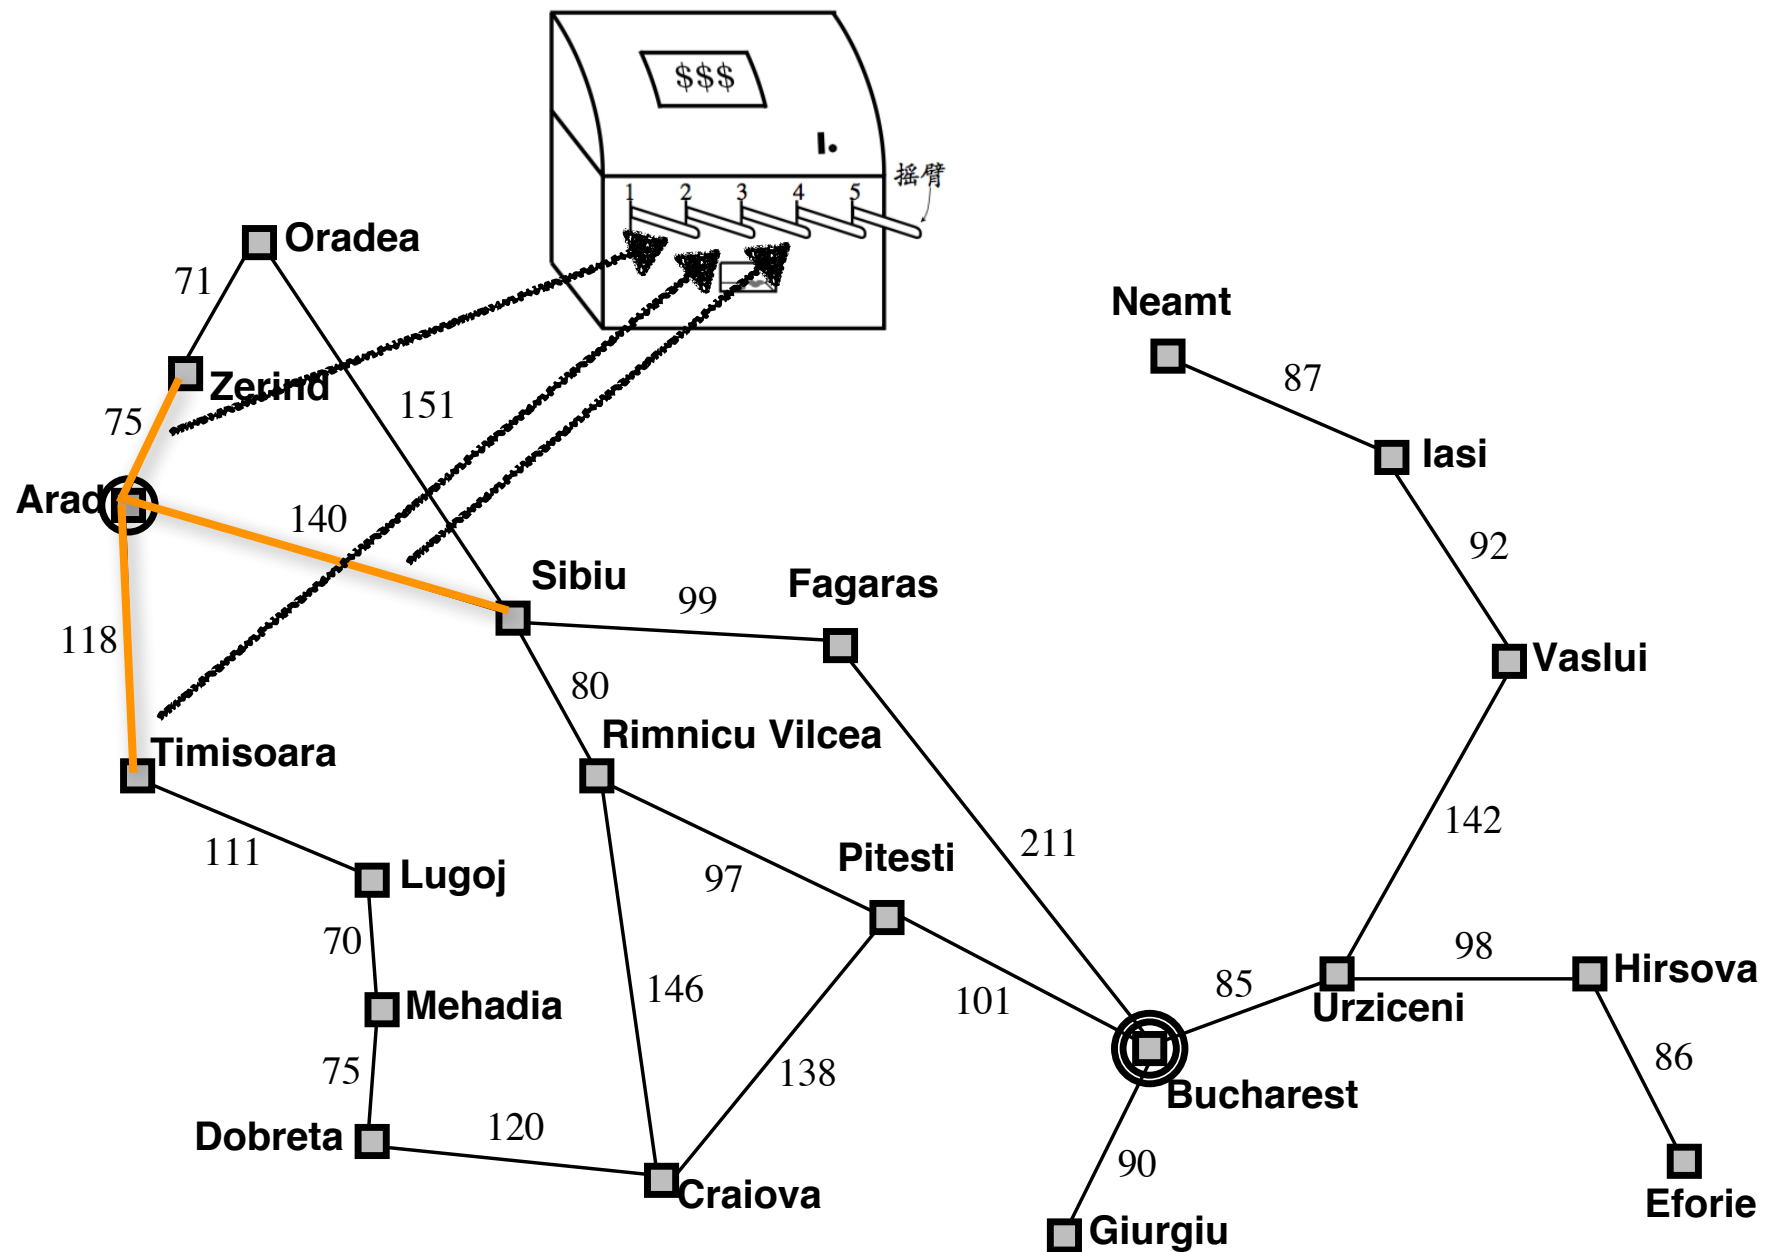 $$$
I.
1 2 3 4 5
摇臂
Oradea
71
Neamt
87
Zerind
151
75
Iasi
Arad
140
92
Sibiu
Fagaras
99
118
Vaslui
80
Timisoara
Rimnicu Vilcea
142
111
211
Pitesti
Lugoj
97
70
98
Hirsova
146
85
Mehadia
101
Urziceni
138
86
75
Bucharest
120
Dobreta
90
Craiova
Eforie
Giurgiu